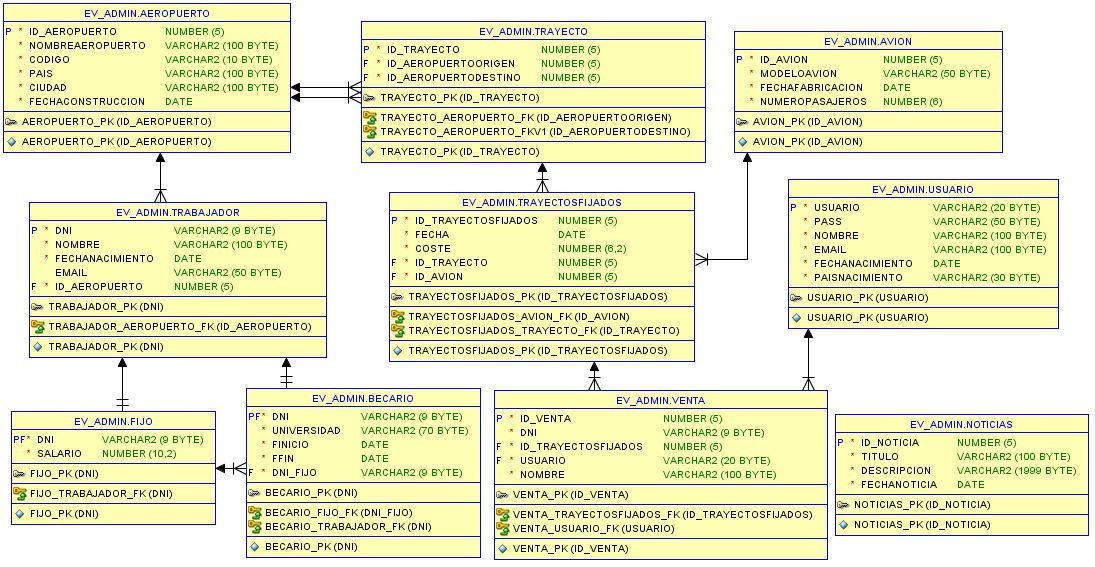 EV_ADMIN.AEROPUERTO
P * ID_AEROPUERTO NUMBER (5)
* NOMBREAEROPUERTO VARCHAR2 (100 BYTE)
* CODIGO VARCHAR2 (10 BYTE)
* PAIS VARCHAR2 (100 BYTE)
* CIUDAD VARCHAR2 (100 BYTE)
* FECHACONSTRUCCION DATE
AEROPUERTO_PK (ID_AEROPUERTO)
AEROPUERTO_PK (ID_AEROPUERTO)
EV_ADMIN.TRAYECTO
P * ID_TRAYECTO NUMBER (5)
F * ID_AEROPUERTOORIGEN NUMBER (5)
F * ID_AEROPUERTODESTINO NUMBER (5)
TRAYECTO_PK (ID_TRAYECTO)
TRAYECTO_AEROPUERTO_FK (ID_AEROPUERTOORIGEN)
TRAYECTO_AEROPUERTO_FKV1 (ID_AEROPUERTODESTINO)
TRAYECTO_PK (ID_TRAYECTO)
EV_ADMIN.AVION
P * ID_AVION NUMBER (5)
* MODELOAVION VARCHAR2 (50 BYTE)
* FECHAFABRICACION DATE
* NUMEROPASAJEROS NUMBER (6)
AVION_PK (ID_AVION)
AVION_PK (ID_AVION)
EV_ADMIN.TRABAJADOR
P * DNI VARCHAR2 (9 BYTE)
* NOMBRE VARCHAR2 (100 BYTE)
* FECHANACIMIENTO DATE
EMAIL VARCHAR2 (50 BYTE)
F * ID_AEROPUERTO NUMBER (5)
TRABAJADOR_PK (DNI)
TRABAJADOR_AEROPUERTO_FK (ID_AEROPUERTO)
TRABAJADOR_PK (DNI)
EV_ADMIN.TRAYECTOSFIJADOS
P * ID_TRAYECTOSFIJADOS NUMBER (5)
* FECHA DATE
* COSTE NUMBER (6,2)
F * ID_TRAYECTO NUMBER (5)
F * ID_AVION NUMBER (5)
TRAYECTOSFIJADOS_PK (ID_TRAYECTOSFIJADOS)
TRAYECTOSFIJADOS_AVION_FK (ID_AVION)
TRAYECTOSFIJADOS_TRAYECTO_FK (ID_TRAYECTO)
TRAYECTOSFIJADOS_PK (ID_TRAYECTOSFIJADOS)
EV_ADMIN.USUARIO
P * USUARIO VARCHAR2 (20 BYTE)
* PASS VARCHAR2 (50 BYTE)
* NOMBRE VARCHAR2 (100 BYTE)
* EMAIL VARCHAR2 (100 BYTE)
* FECHANACIMIENTO DATE
* PAISNACIMIENTO VARCHAR2 (30 BYTE)
USUARIO_PK (USUARIO)
USUARIO_PK (USUARIO)
EV_ADMIN.FIJO
PF* DNI VARCHAR2 (9 BYTE)
* SALARIO NUMBER (10,2)
FIJO_PK (DNI)
FIJO_TRABAJADOR_FK (DNI)
FIJO_PK (DNI)
EV_ADMIN.BECARIO
PF* DNI VARCHAR2 (9 BYTE)
* UNIVERSIDAD VARCHAR2 (70 BYTE)
* FINICIO DATE
* FFIN DATE
F * DNI_FIJO VARCHAR2 (9 BYTE)
BECARIO_PK (DNI)
BECARIO_FIJO_FK (DNI_FIJO)
BECARIO_TRABAJADOR_FK (DNI)
BECARIO_PK (DNI)
EV_ADMIN.VENTA
P * ID_VENTA NUMBER (5)
* DNI VARCHAR2 (9 BYTE)
F * ID_TRAYECTOSFIJADOS NUMBER (5)
F * USUARIO VARCHAR2 (20 BYTE)
* NOMBRE VARCHAR2 (100 BYTE)
VENTA_PK (ID_VENTA)
VENTA_TRAYECTOSFIJADOS_FK (ID_TRAYECTOSFIJADOS)
VENTA_USUARIO_FK (USUARIO)
VENTA_PK (ID_VENTA)
EV_ADMIN.NOTICIAS
P * ID_NOTICIA NUMBER (5)
* TITULO VARCHAR2 (100 BYTE)
* DESCRIPCION VARCHAR2 (1999 BYTE)
* FECHANOTICIA DATE
NOTICIAS_PK (ID_NOTICIA)
NOTICIAS_PK (ID_NOTICIA)